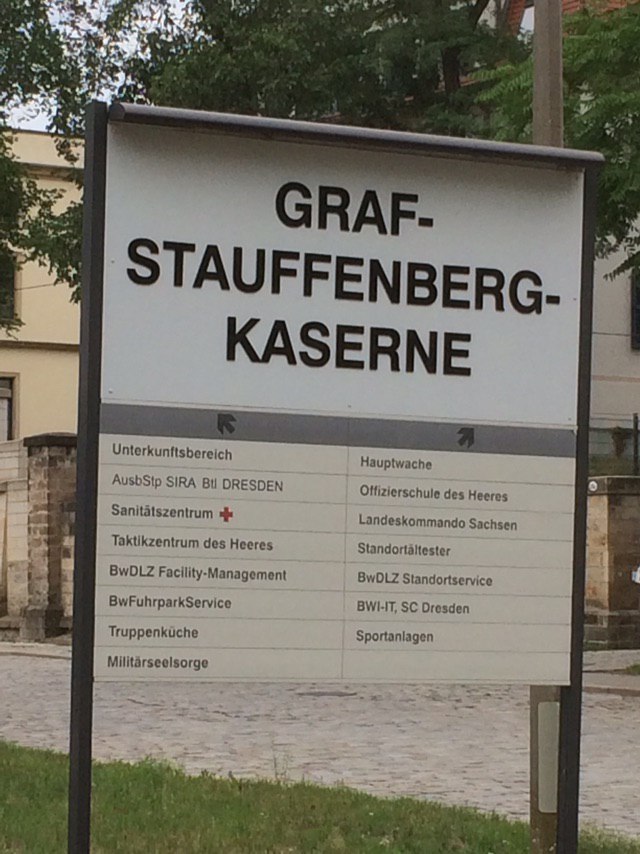 GRAF-
STAUFFENBERG-
KASERNE
Unterkunftsbereich
AusbStp SIRA Btl DRESDEN
Sanitätszentrum
Taktikzentrum des Heeres
BwDLZ Facility-Management
BwFuhrparkService
Truppenküche
Militärseelsorge
Hauptwache
Offizierschule des Heeres
Landeskommando Sachsen
Standortältester
BwDLZ Standortservice
BWI-IT, SC Dresden
Sportanlagen